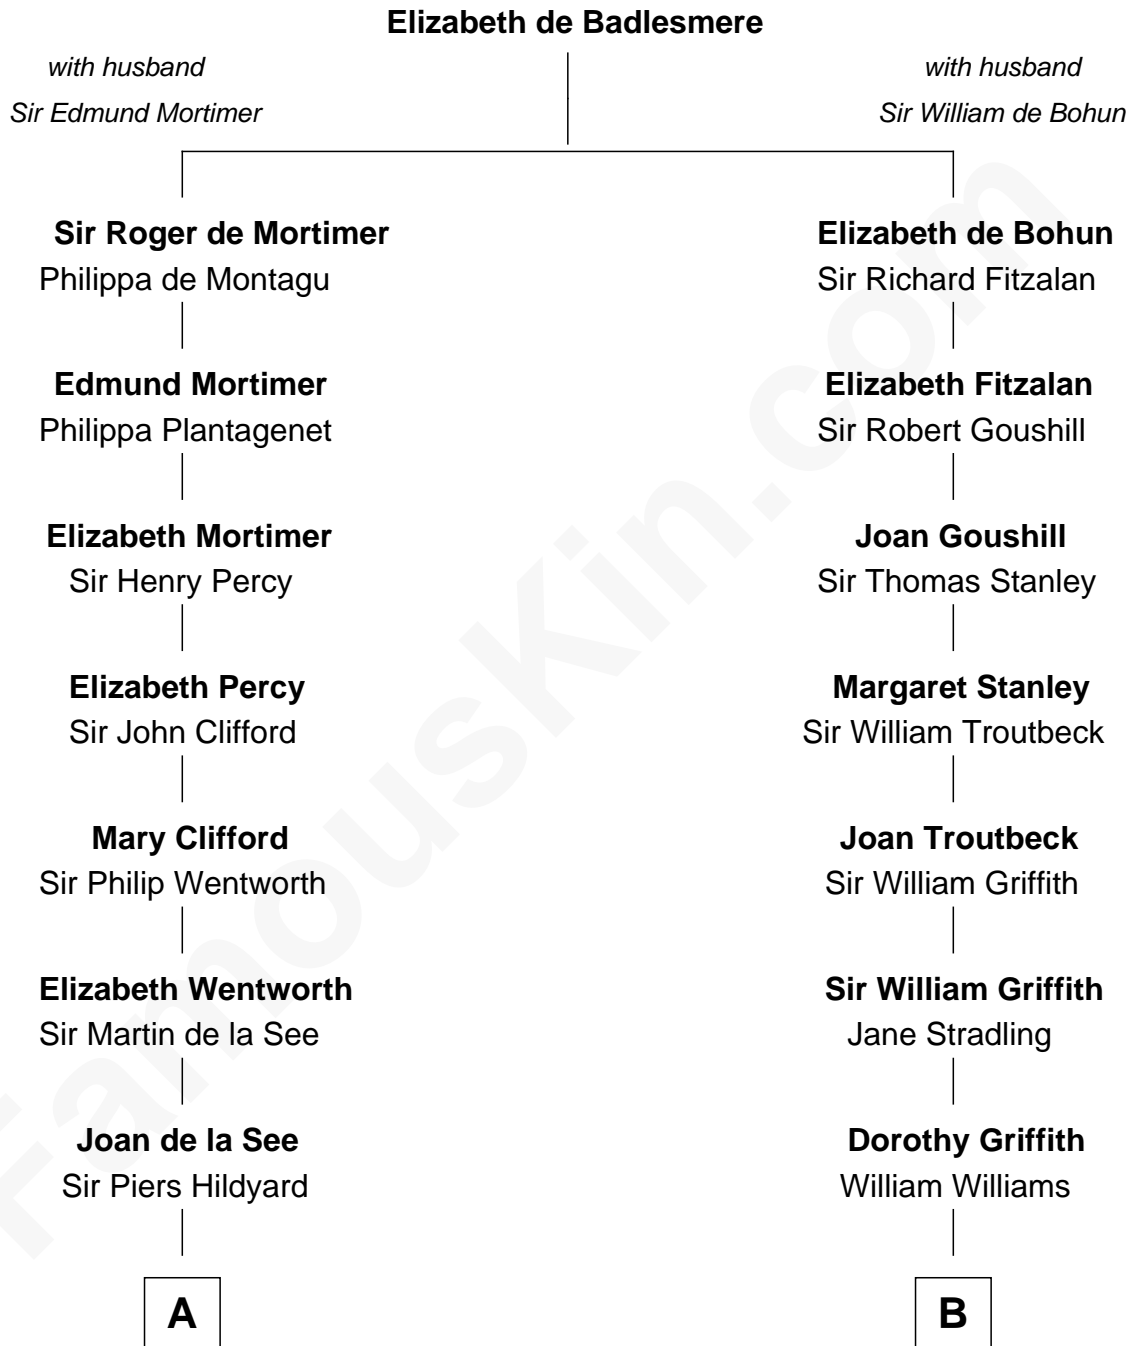 Elizabeth de Badlesmere
with husband
Sir Edmund Mortimer
with husband
Sir William de Bohun
Sir Roger de Mortimer
Philippa de Montagu
Elizabeth de Bohun
Sir Richard Fitzalan
Edmund Mortimer
Philippa Plantagenet
Elizabeth Fitzalan
Sir Robert Goushill
Elizabeth Mortimer
Sir Henry Percy
Joan Goushill
Sir Thomas Stanley
Elizabeth Percy
Sir John Clifford
Margaret Stanley
Sir William Troutbeck
Mary Clifford
Sir Philip Wentworth
Joan Troutbeck
Sir William Griffith
Elizabeth Wentworth
Sir Martin de la See
Sir William Griffith
Jane Stradling
Joan de la See
Sir Piers Hildyard
Dorothy Griffith
William Williams
A
B
FamousKin.com